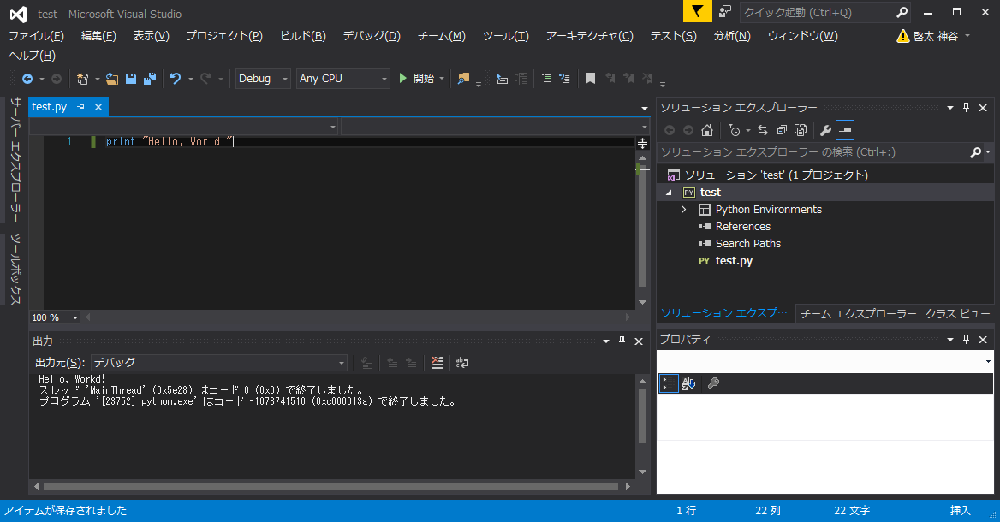 test - Microsoft Visual Studio
クイック起動 (Ctrl+Q)
ファイル(F) 編集(E) 表示(V) プロジェクト(P) ビルド(B) デバッグ(D) チーム(M) ツール(T) アーキテクチャ(C) テスト(S) 分析(N) ウィンドウ(W) 啓太 神谷
ヘルプ(H)
Debug Any CPU 開始
サーバー エクスプローラー
ツールボックス
test.py
1 print "Hello, World!"
100 %
出力
出力元(S): デバッグ
Hello, Workd!
スレッド 'MainThread' (0x5e28) はコード 0 (0x0) で終了しました。
プログラム '[23752] python.exe' はコード -1073741510 (0xc000013a) で終了しました。
ソリューション エクスプローラー
ソリューション エクスプローラー の検索 (Ctrl+:)
ソリューション 'test' (1 プロジェクト)
PY test
Python Environments
References
Search Paths
PY test.py
ソリューション エクスプ… チーム エクスプローラー クラス ビュー
プロパティ
アイテムが保存されました 1 行 22 列 22 文字 挿入